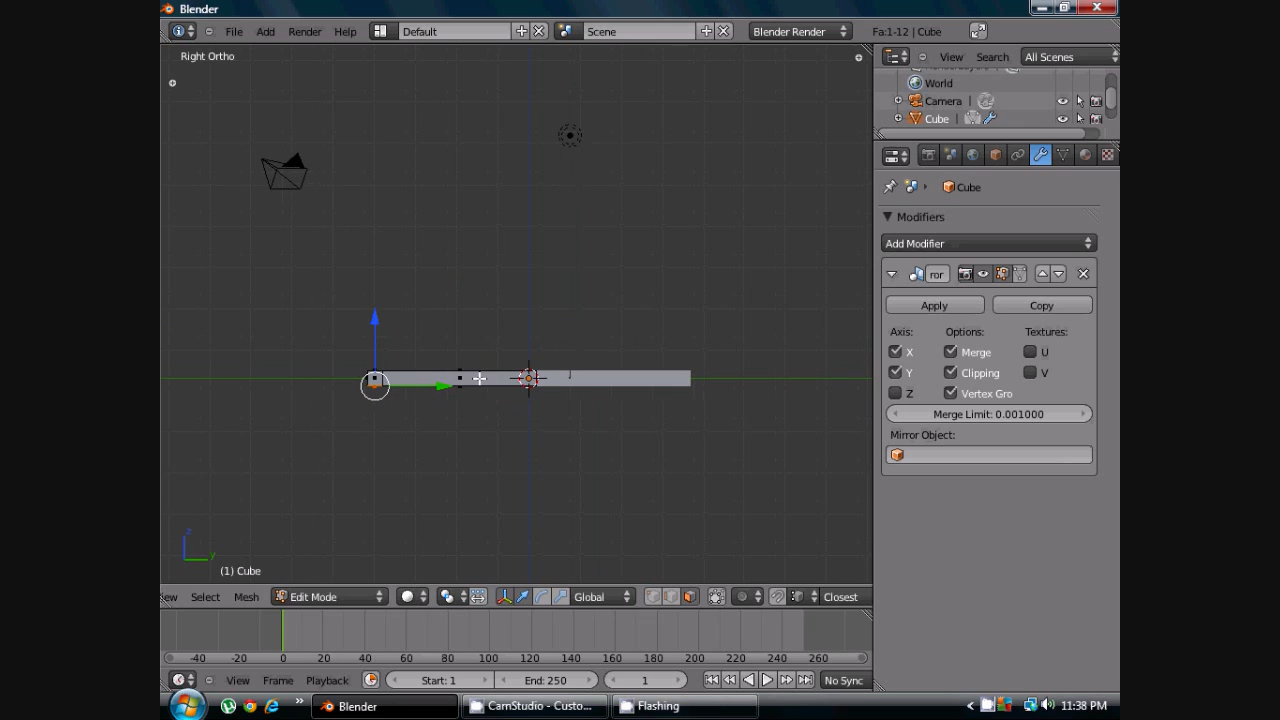 Blender
File Add Render Help Default Scene Blender Render Fa:1-12 | Cube
Right Ortho
View Search All Scenes
World
Camera
Cube
Cube
Modifiers
Add Modifier
ror
Apply Copy
Axis: Options: Textures:
X Merge U
Y Clipping V
Z Vertex Gro
Merge Limit: 0.001000
Mirror Object:
z
y
(1) Cube
ew Select Mesh Edit Mode Global Closest
-40 -20 0 20 40 60 80 100 120 140 160 180 200 220 240 260
View Frame Playback Start: 1 End: 250 1 No Sync
Blender CamStudio - Custo... Flashing 11:38 PM